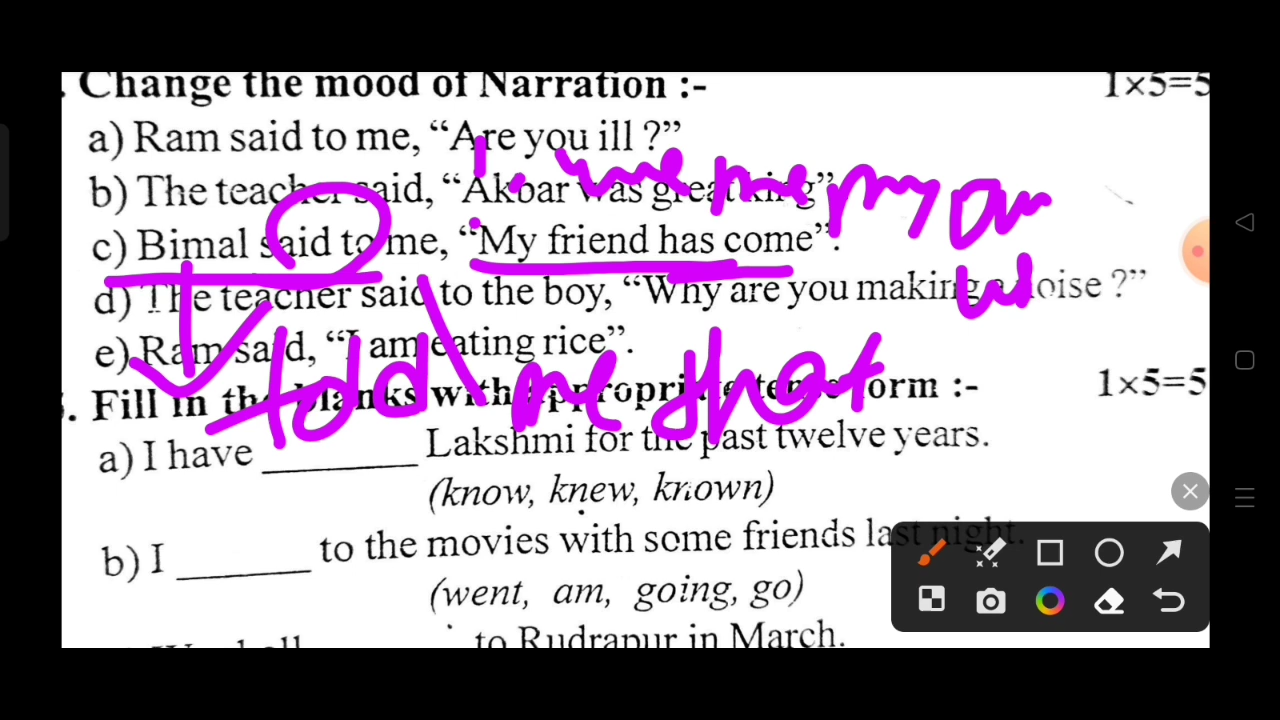 . Change the mood of Narration :- 1×5=5
a) Ram said to me, “Are you ill ?”
b) The teacher said, “Akbar was great king”
c) Bimal said to me, “My friend has come”.
d) The teacher said to the boy, “Why are you making a noise ?”
e) Ram said, “I am eating rice”.
told me that
. Fill in the blanks with appropriate tense form :- 1×5=5
a) I have ________ Lakshmi for the past twelve years.
(know, knew, known)
b) I ________ to the movies with some friends last night.
(went, am, going, go)
to Rudrapur in March.